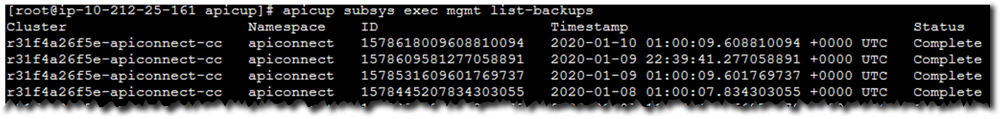 [root@ip-10-212-25-161 apicup]# apicup subsys exec mgmt list-backups
Cluster Namespace ID Timestamp Status
r31f4a26f5e-apiconnect-cc apiconnect 1578618009608810094 2020-01-10 01:00:09.608810094 +0000 UTC Complete
r31f4a26f5e-apiconnect-cc apiconnect 1578609581277058891 2020-01-09 22:39:41.277058891 +0000 UTC Complete
r31f4a26f5e-apiconnect-cc apiconnect 1578531609601769737 2020-01-09 01:00:09.601769737 +0000 UTC Complete
r31f4a26f5e-apiconnect-cc apiconnect 1578445207834303055 2020-01-08 01:00:07.834303055 +0000 UTC Complete